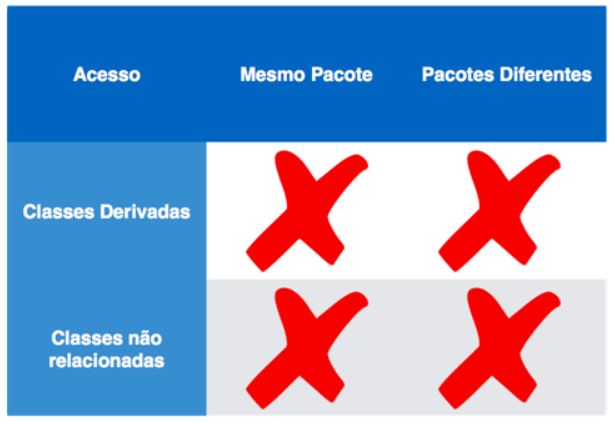 Acesso
Mesmo Pacote
Pacotes Diferentes
Classes Derivadas
Classes não
relacionadas